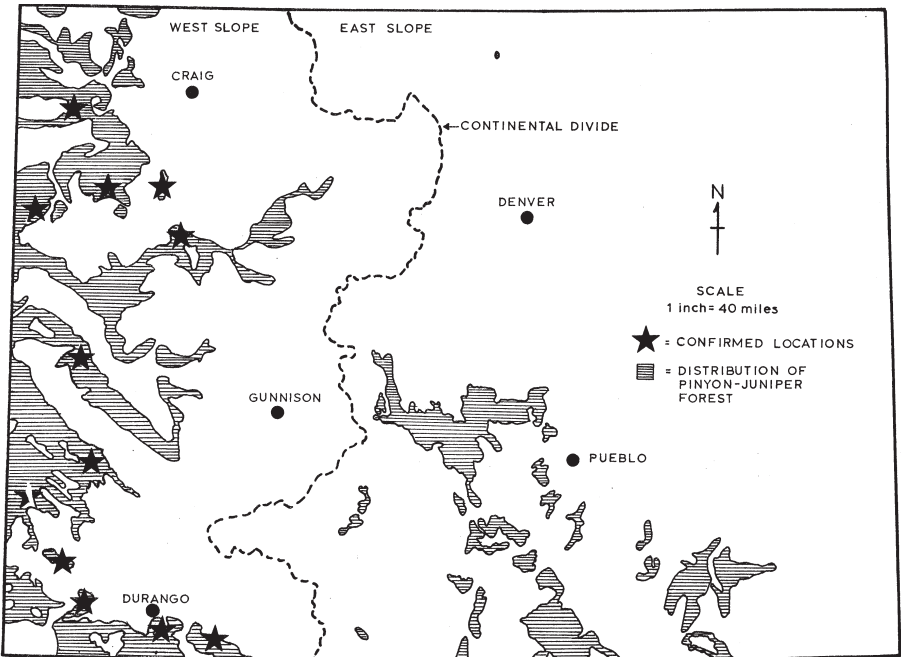 WEST SLOPE
EAST SLOPE
CRAIG
CONTINENTAL DIVIDE
DENVER
N
SCALE
1 inch= 40 miles
= CONFIRMED LOCATIONS
= DISTRIBUTION OF
PINYON-JUNIPER
FOREST
GUNNISON
PUEBLO
DURANGO